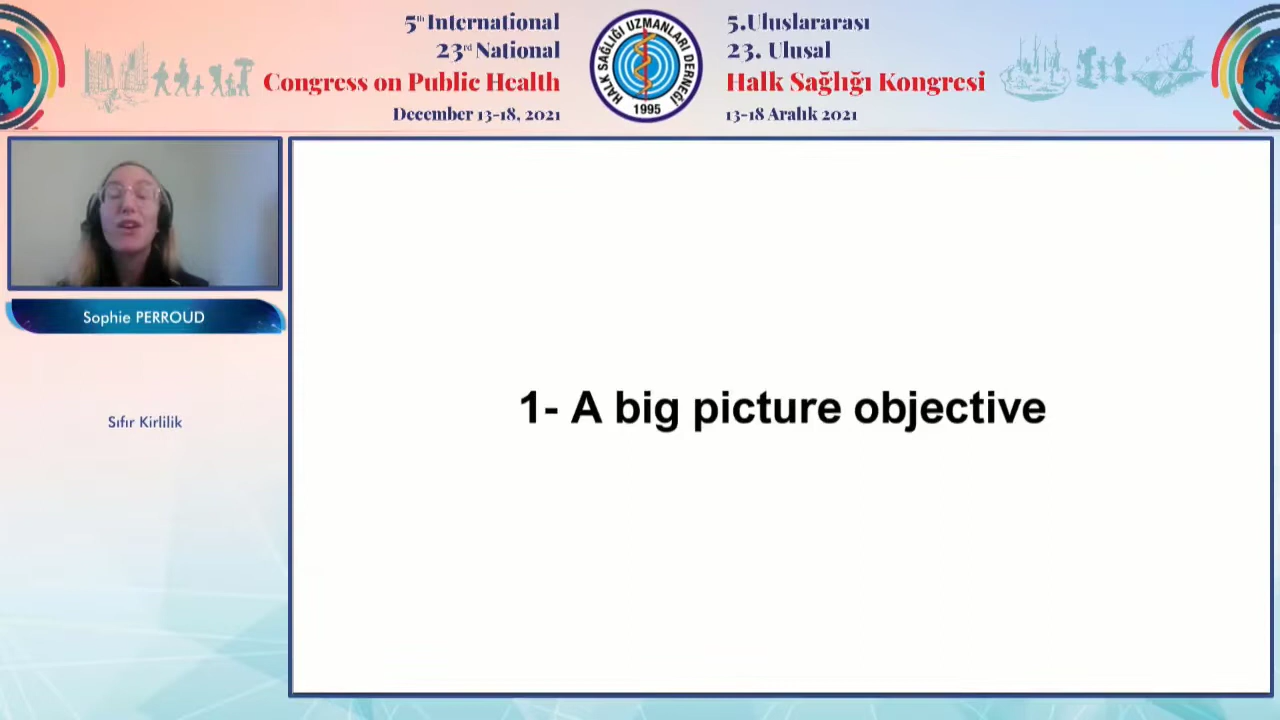 5th International
23rd National
Congress on Public Health
December 13-18, 2021
HALK SAĞLIĞI UZMANLARI DERNEĞİ
1995
5.Uluslararası
23. Ulusal
Halk Sağlığı Kongresi
13-18 Aralık 2021
Sophie PERROUD
Sıfır Kirlilik
1- A big picture objective